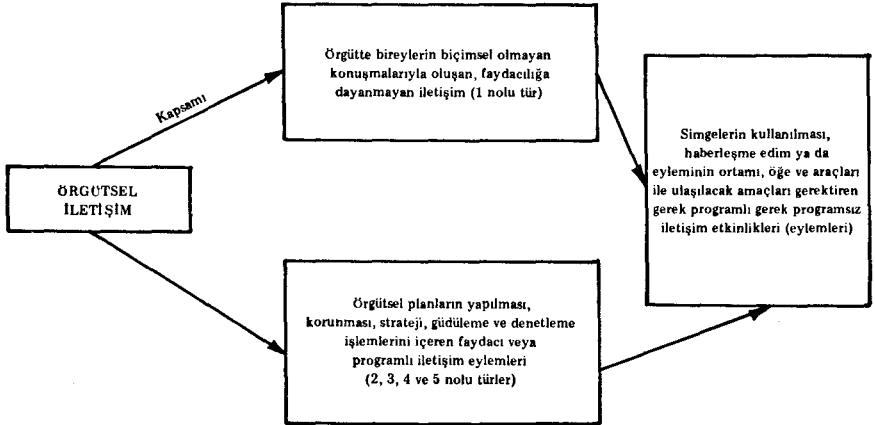 Örgütte bireylerin biçimsel olmayan
konuşmalarıyla oluşan, faydacılığa
dayanmayan iletişim (1 nolu tür)
Kapsamı
ÖRGÜTSEL
İLETİŞİM
Simgelerin kullanılması,
haberleşme edim ya da
eyleminin ortamı, öğe ve araçları
ile ulaşılacak amaçları gerektiren
gerek programlı gerek programsız
iletişim etkinlikleri (eylemleri)
Örgütsel planların yapılması,
korunması, strateji, güdüleme ve denetleme
işlemlerini içeren faydacı veya
programlı iletişim eylemleri
(2, 3, 4 ve 5 nolu türler)